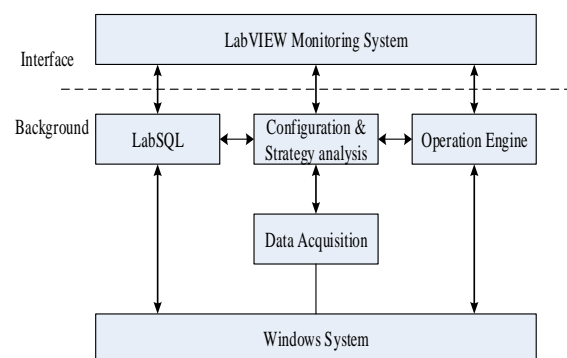 LabVIEW Monitoring System
Interface
Background
LabSQL
Configuration &
Strategy analysis
Operation Engine
Data Acquisition
Windows System